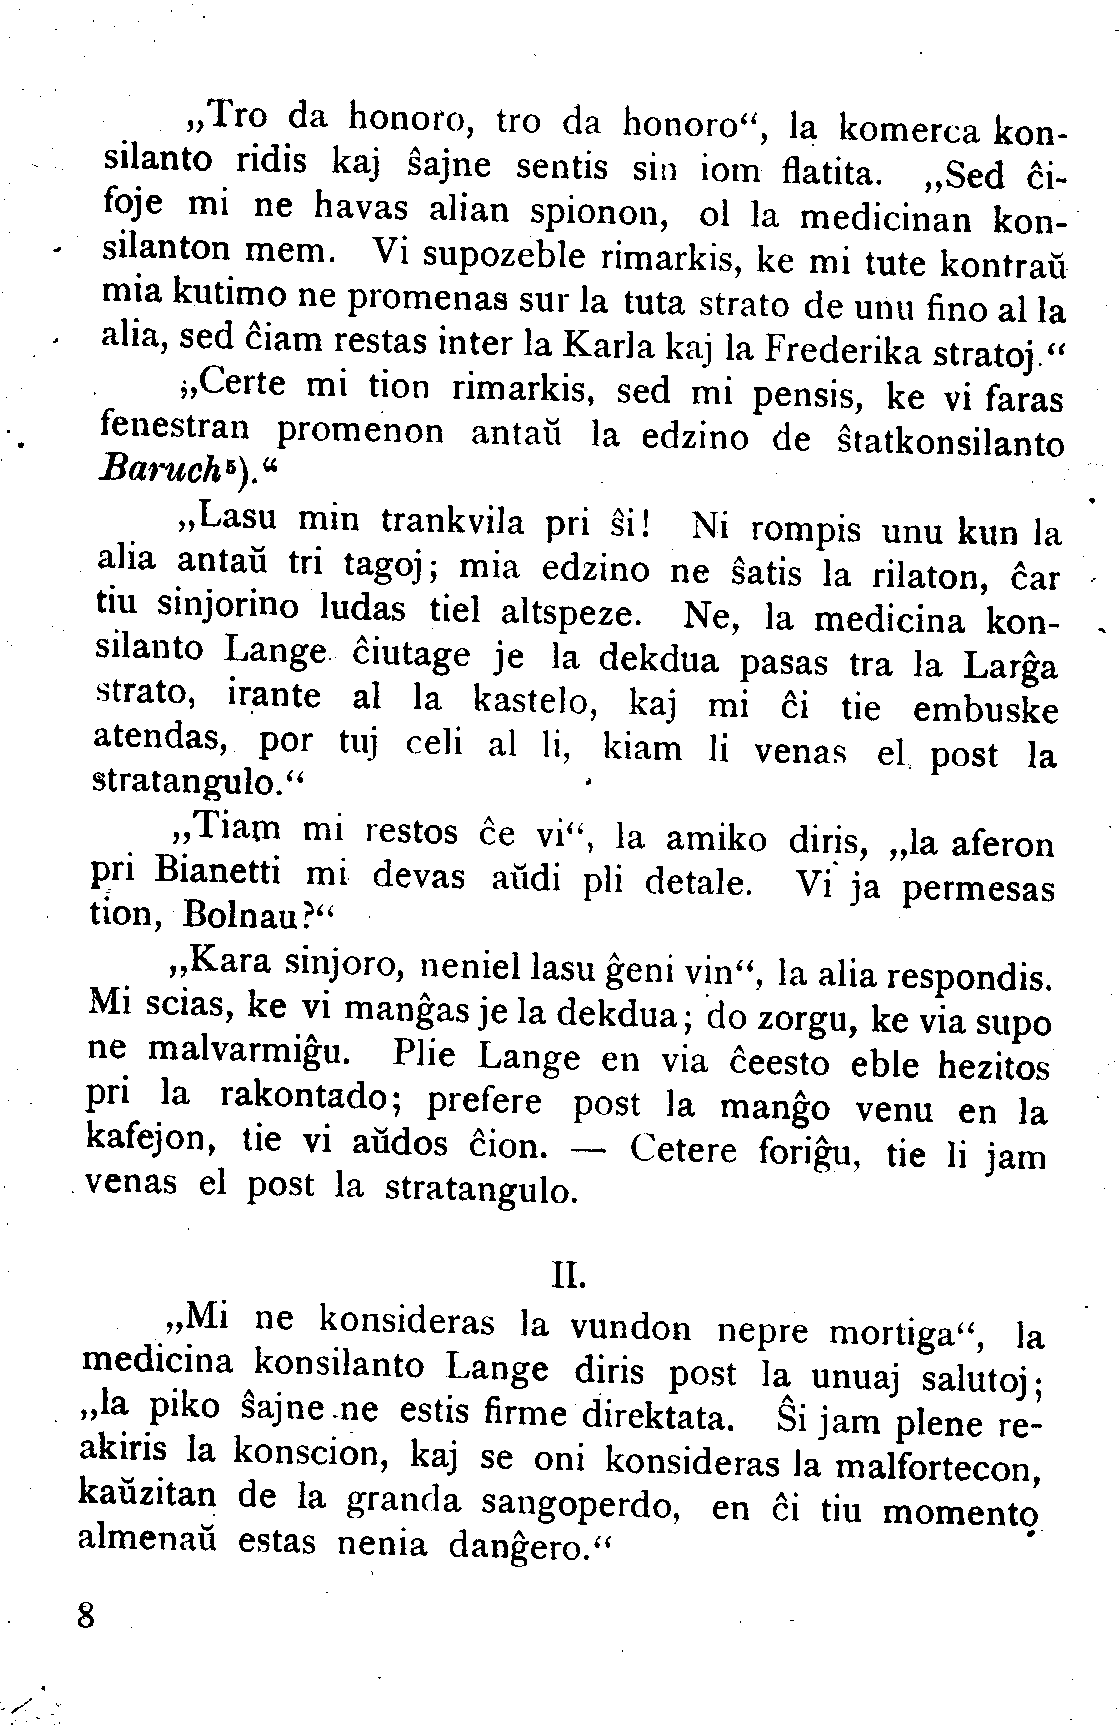 „Tro da honoro, tro da honoro“, la komerca kon-
silanto ridis kaj ŝajne sentis sin iom flatita. „Sed ĉi-
foje mi ne havas alian spionon, ol la medicinan kon-
silanton mem. Vi supozeble rimarkis, ke mi tute kontraŭ
mia kutimo ne promenas sur la tuta strato de unu fino al la
alia, sed ĉiam restas inter la Karla kaj la Frederika stratoj.“
„Certe mi tion rimarkis, sed mi pensis, ke vi faras
fenestran promenon antaŭ la edzino de ŝtatkonsilanto
Baruch⁵).“
„Lasu min trankvila pri ŝi! Ni rompis unu kun la
alia antaŭ tri tagoj; mia edzino ne ŝatis la rilaton, ĉar
tiu sinjorino ludas tiel altspeze. Ne, la medicina kon-
silanto Lange ĉiutage je la dekdua pasas tra la Larĝa
strato, irante al la kastelo, kaj mi ĉi tie embuske
atendas, por tuj celi al li, kiam li venas el post la
stratangulo.“
„Tiam mi restos ĉe vi“, la amiko diris, „la aferon
pri Bianetti mi devas aŭdi pli detale. Vi ja permesas
tion, Bolnau?“
„Kara sinjoro, neniel lasu ĝeni vin“, la alia respondis.
Mi scias, ke vi manĝas je la dekdua; do zorgu, ke via supo
ne malvarmiĝu. Plie Lange en via ĉeesto eble hezitos
pri la rakontado; prefere post la manĝo venu en la
kafejon, tie vi aŭdos ĉion. — Cetere foriĝu, tie li jam
venas el post la stratangulo.
II.
„Mi ne konsideras la vundon nepre mortiga“, la
medicina konsilanto Lange diris post la unuaj salutoj;
„la piko ŝajne ne estis firme direktata. Ŝi jam plene re-
akiris la konscion, kaj se oni konsideras la malfortecon,
kaŭzitan de la granda sangoperdo, en ĉi tiu momento
almenaŭ estas nenia danĝero.“
8